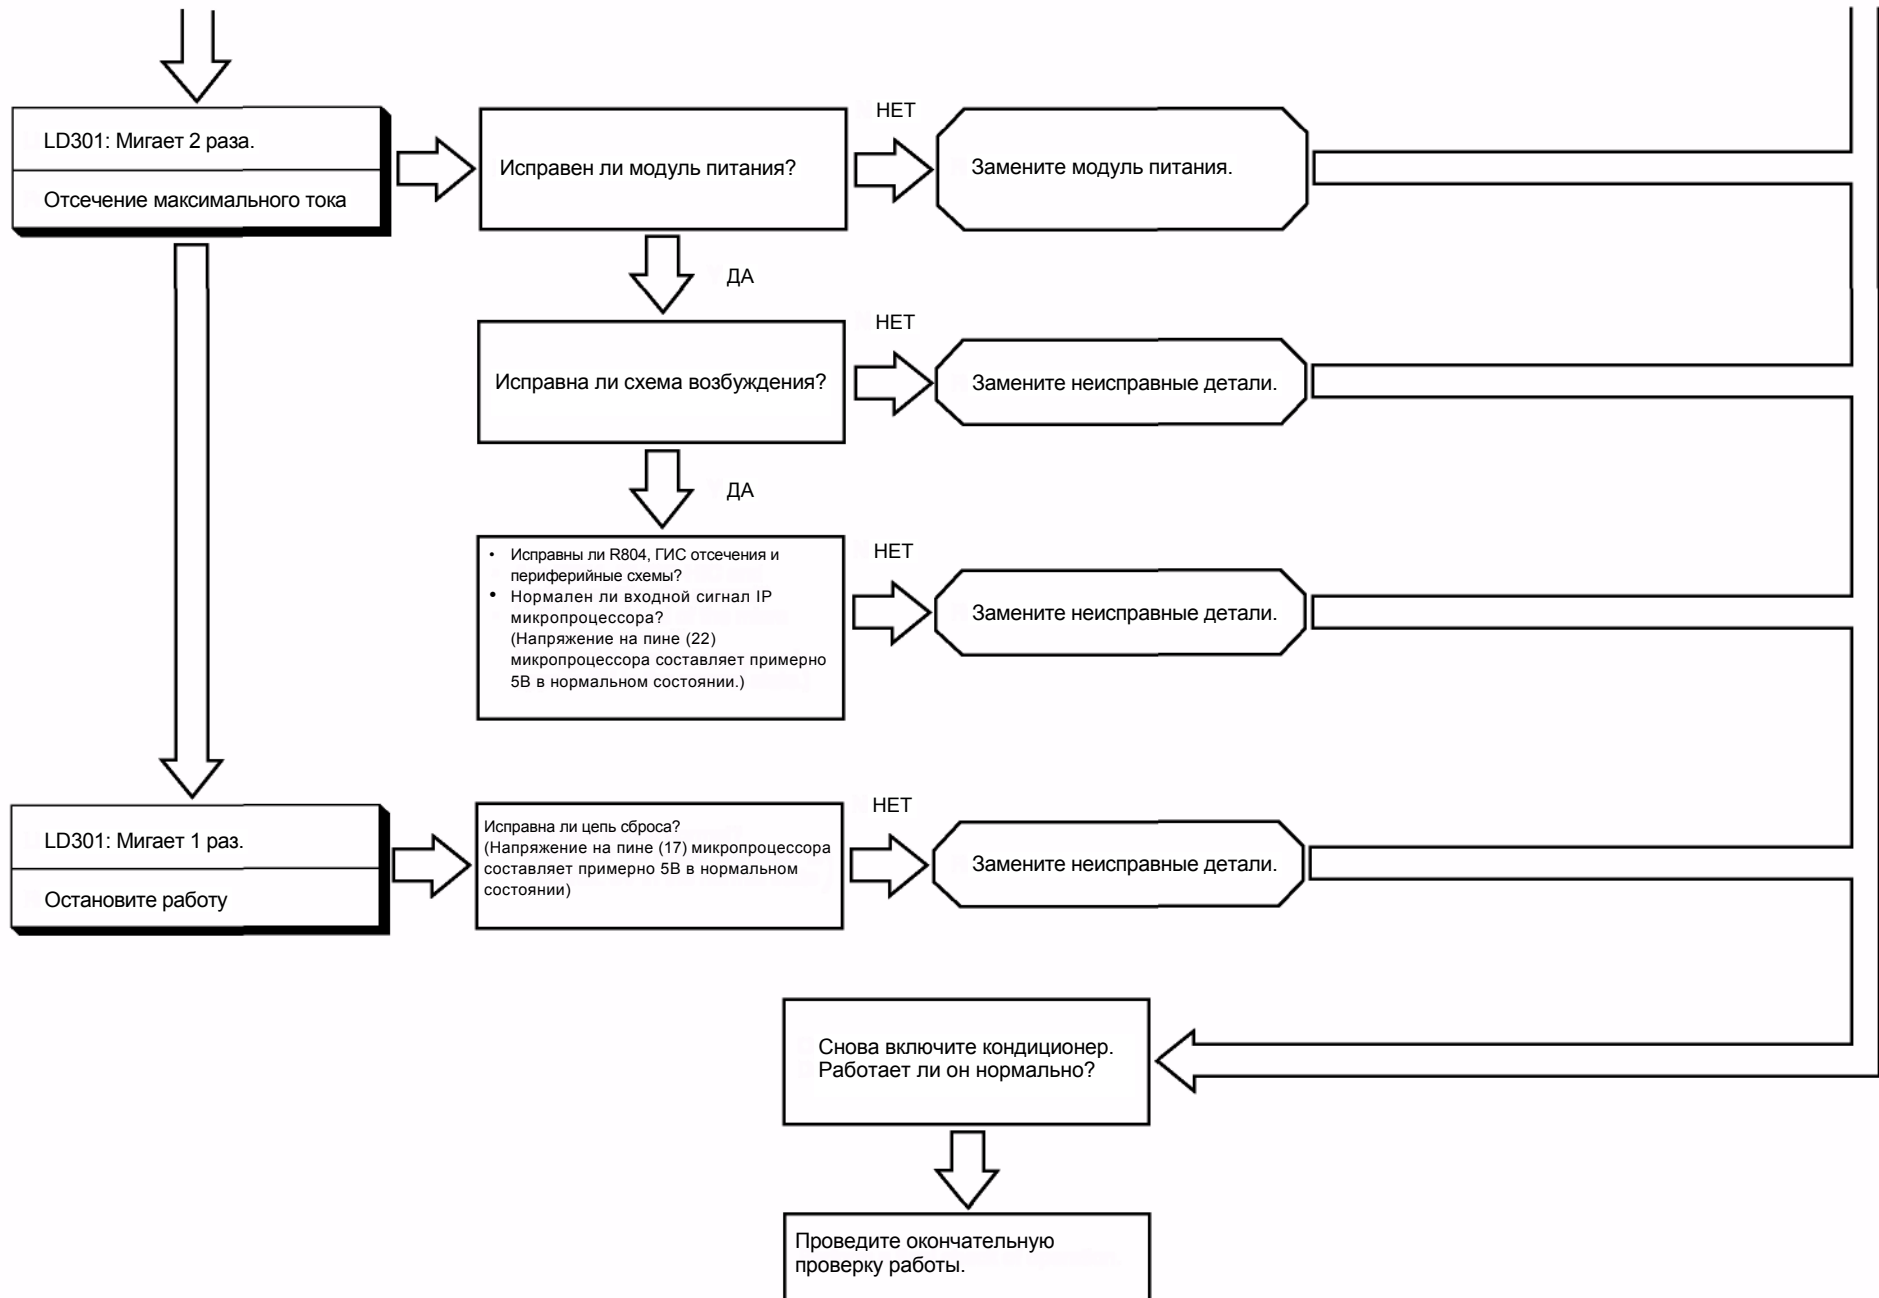 НЕТ
LD301: Мигает 2 раза.
Отсечение максимального тока
Исправен ли модуль питания?
Замените модуль питания.
ДА
НЕТ
Исправна ли схема возбуждения?
Замените неисправные детали.
ДА
НЕТ
• Исправны ли R804, ГИС отсечения и
периферийные схемы?
• Нормален ли входной сигнал IP
микропроцессора?
(Напряжение на пине (22)
микропроцессора составляет примерно
5В в нормальном состоянии.)
Замените неисправные детали.
НЕТ
LD301: Мигает 1 раз.
Остановите работу
Исправна ли цепь сброса?
(Напряжение на пине (17) микропроцессора
составляет примерно 5В в нормальном
состоянии)
Замените неисправные детали.
Снова включите кондиционер.
Работает ли он нормально?
Проведите окончательную
проверку работы.